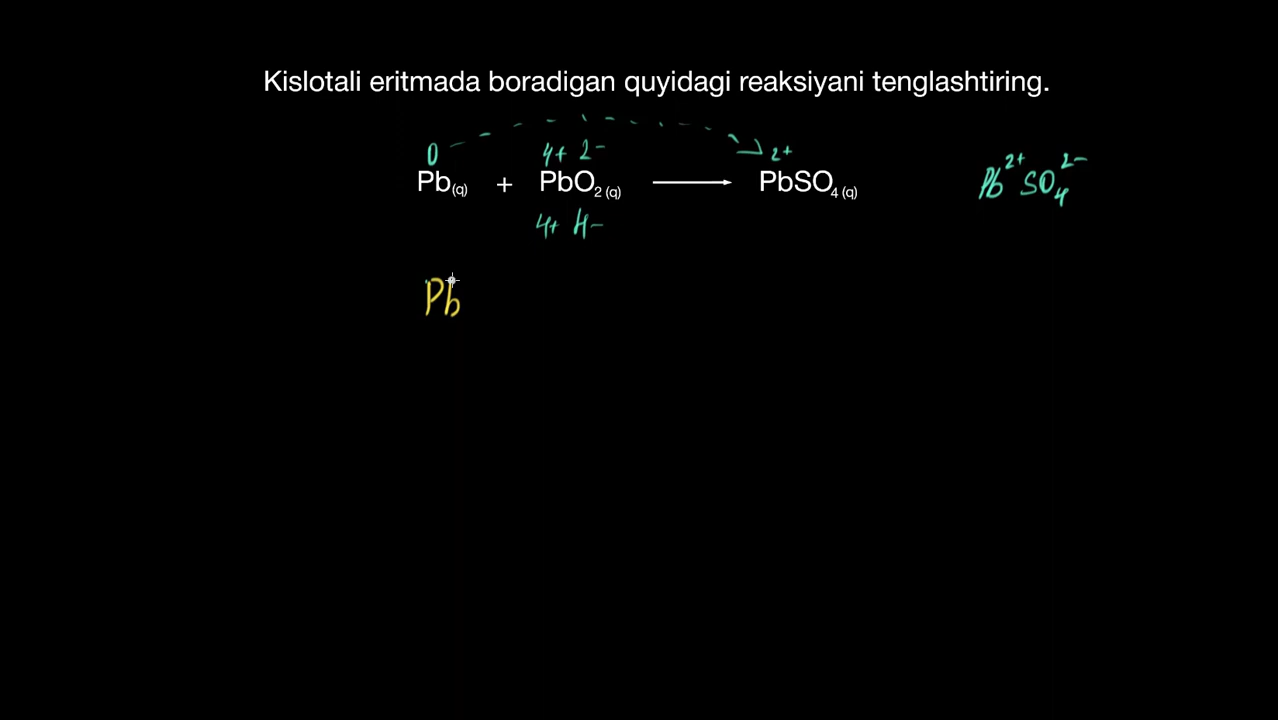 Kislotali eritmada boradigan quyidagi reaksiyani tenglashtiring.
0 4+ 2- 2+
Pb(q) + PbO2 (q) → PbSO4 (q) Pb2+SO42-
4+ 4-
Pb